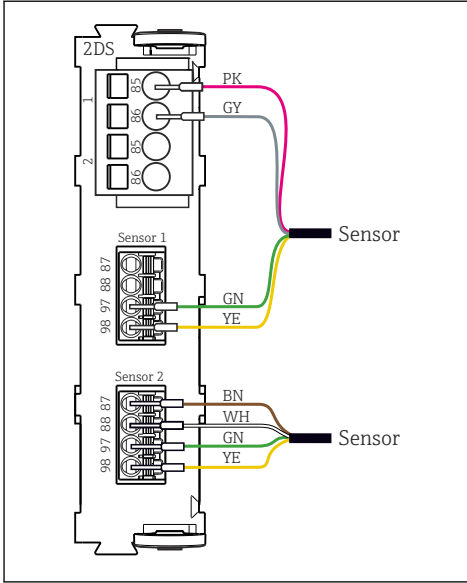 2DS
1
85
PK
86
GY
2
85
86
Sensor
Sensor 1
87
88
97
GN
98
YE
Sensor 2
87
BN
88
WH
97
GN
Sensor
98
YE